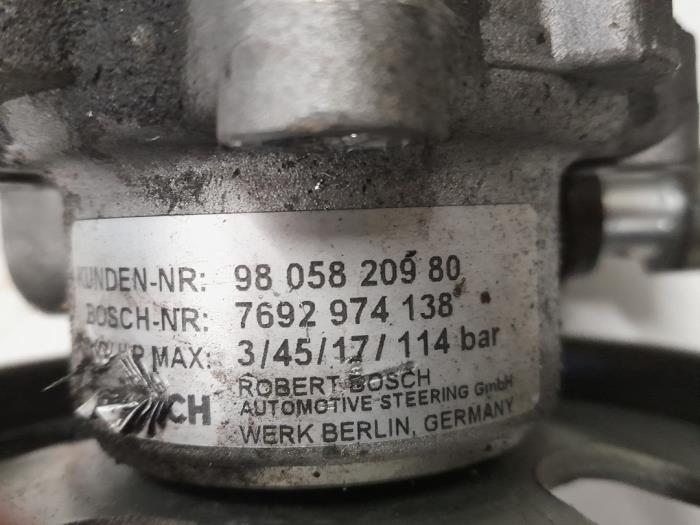 KUNDEN-NR: 98 058 209 80
BOSCH-NR: 7692 974 138
MAX: 3/45/17/ 114 bar
ROBERT BOSCH
AUTOMOTIVE STEERING GmbH
WERK BERLIN, GERMANY